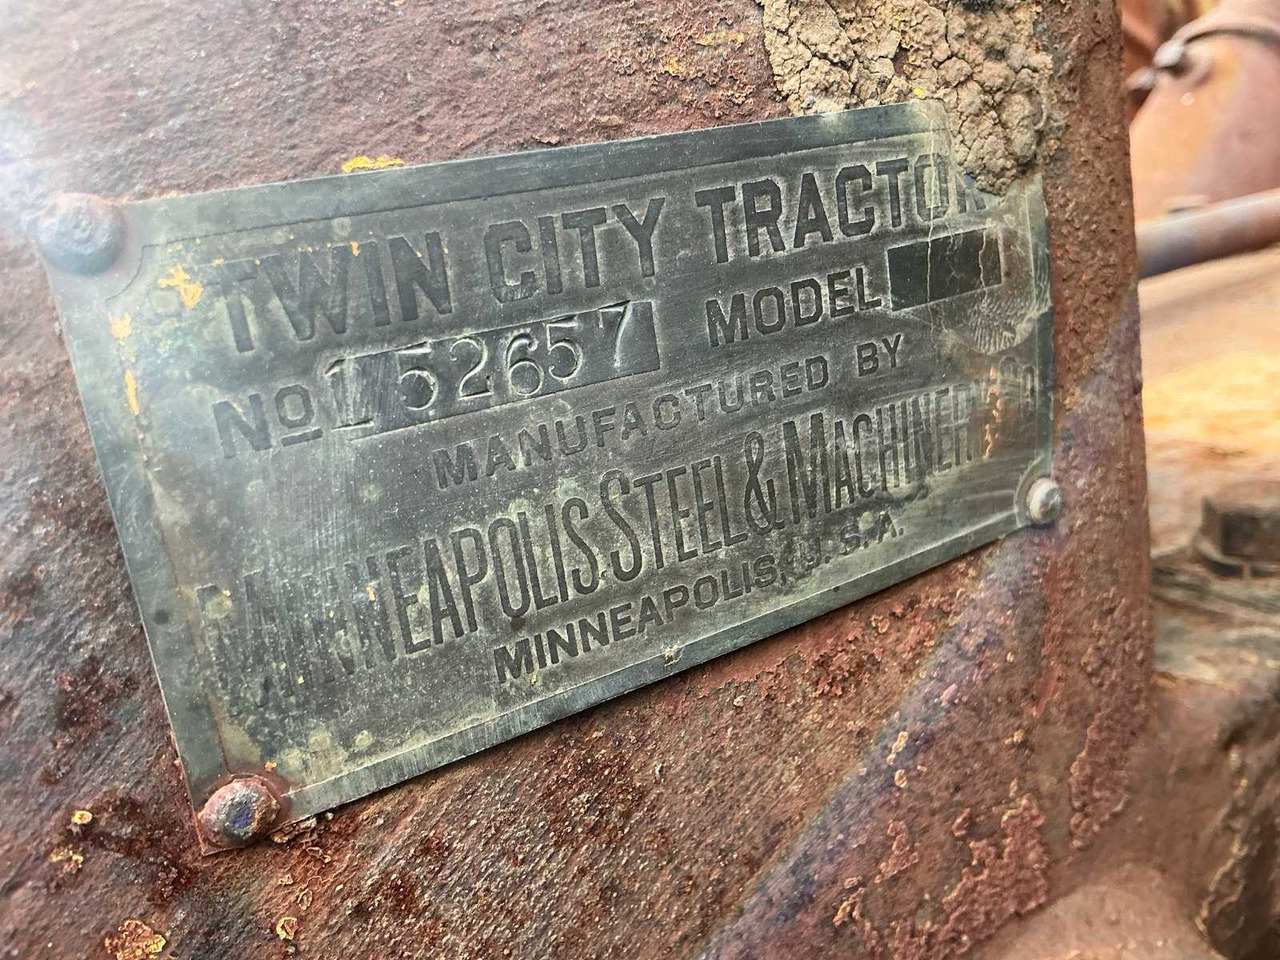 TWIN CITY TRACTOR
No 152657 MODEL
MANUFACTURED BY
MINNEAPOLIS STEEL & MACHINERY CO
MINNEAPOLIS, U.S.A.